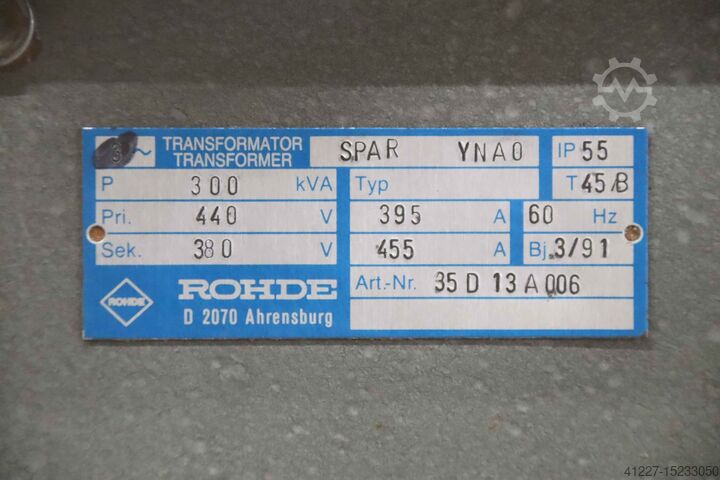 3~ TRANSFORMATOR TRANSFORMER SPAR YNA0 IP 55
P 300 kVA Typ T 45/B
Pri. 440 V 395 A 60 Hz
Sek. 380 V 455 A Bj. 3/91
ROHDE ROHDE Art.-Nr. 35 D 13 A 006
D 2070 Ahrensburg
41227-15233050